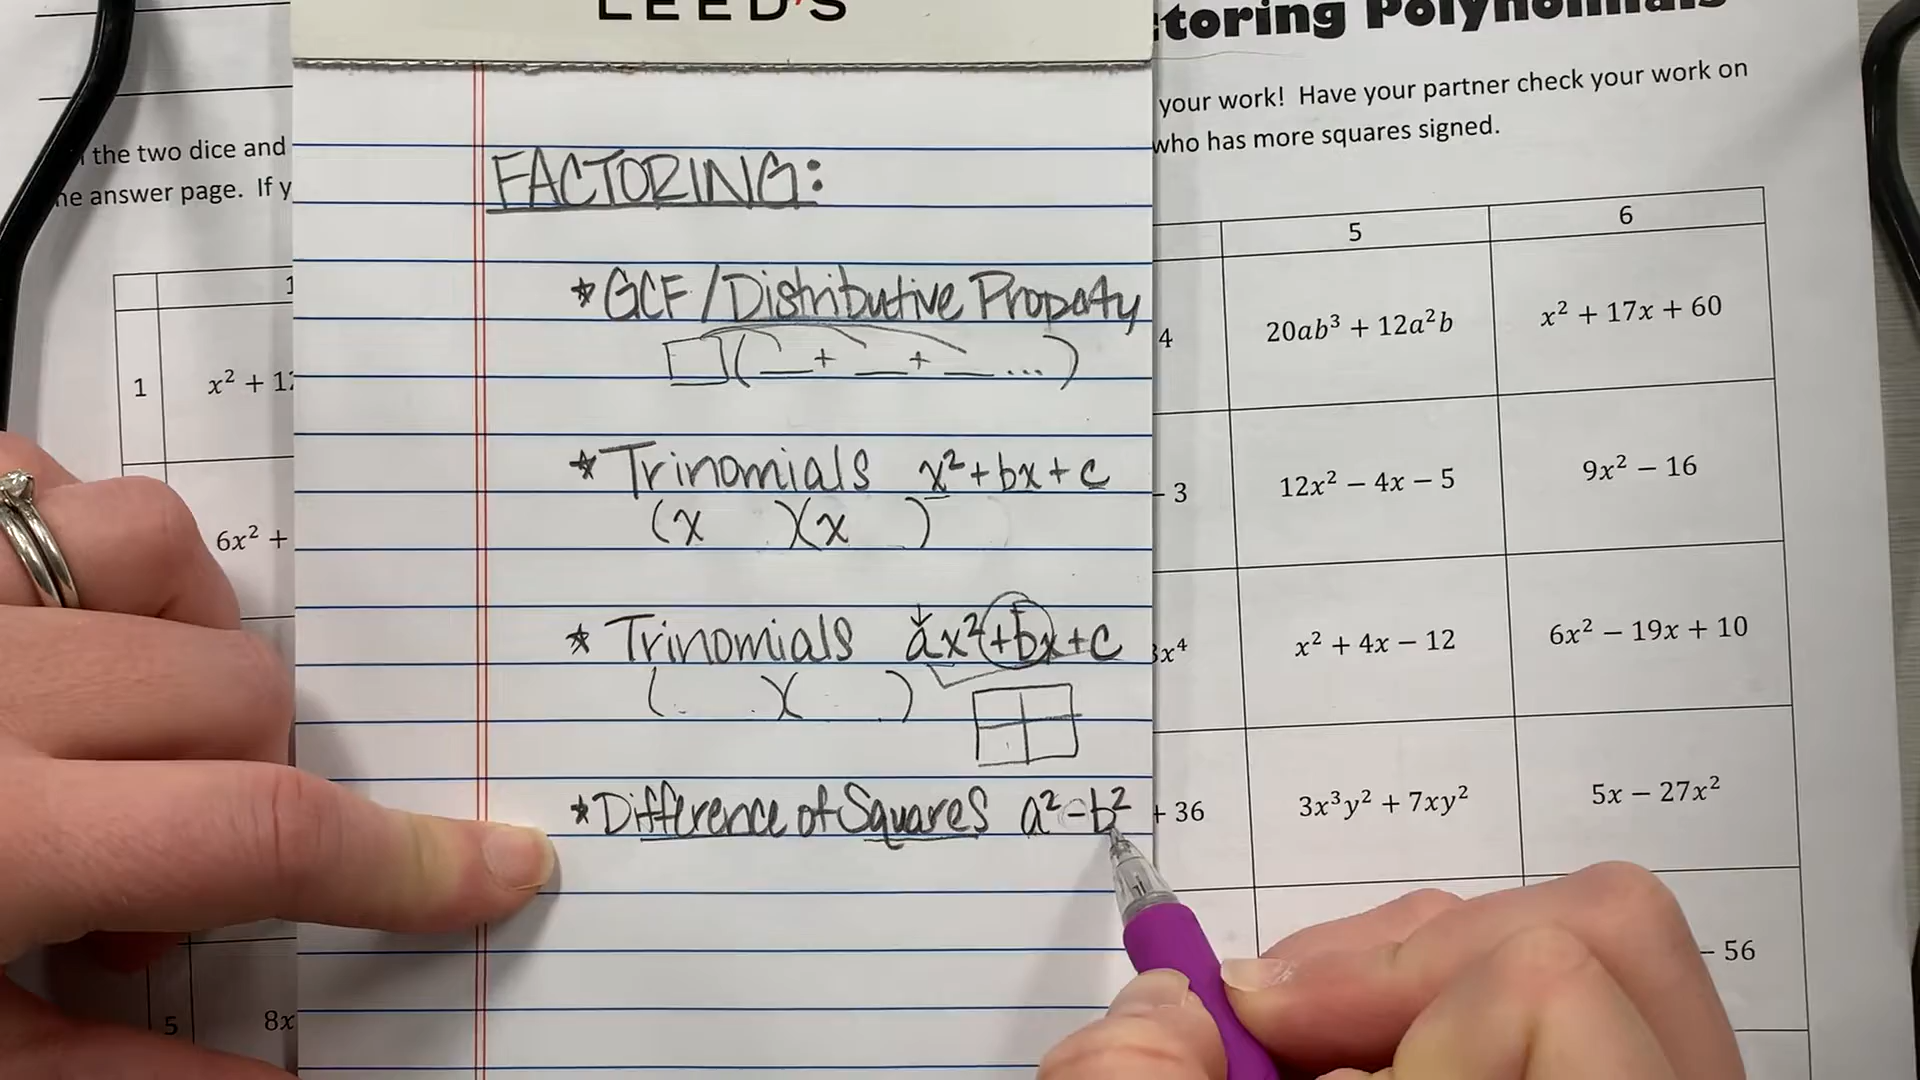 LEED'S
toring Polynomials
your work! Have your partner check your work on
who has more squares signed.
the two dice and
he answer page. If y
FACTORING:
* GCF/Distributive Property
□(__+__+__...)
* Trinomials x² + bx + c
(x )(x )
* Trinomials ax² + bx + c
( )( )
* Difference of Squares a² - b²
1
5
6
1
x² + 1
4
20ab³ + 12a²b
x² + 17x + 60
6x² +
- 3
12x² − 4x − 5
9x² − 16
x⁴
x² + 4x − 12
6x² − 19x + 10
+ 36
3x³y² + 7xy²
5x − 27x²
− 56
5
8x